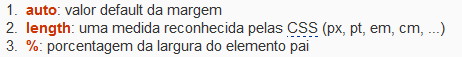 1. auto: valor default da margem
2. length: uma medida reconhecida pelas CSS (px, pt, em, cm, ...)
3. %: porcentagem da largura do elemento pai